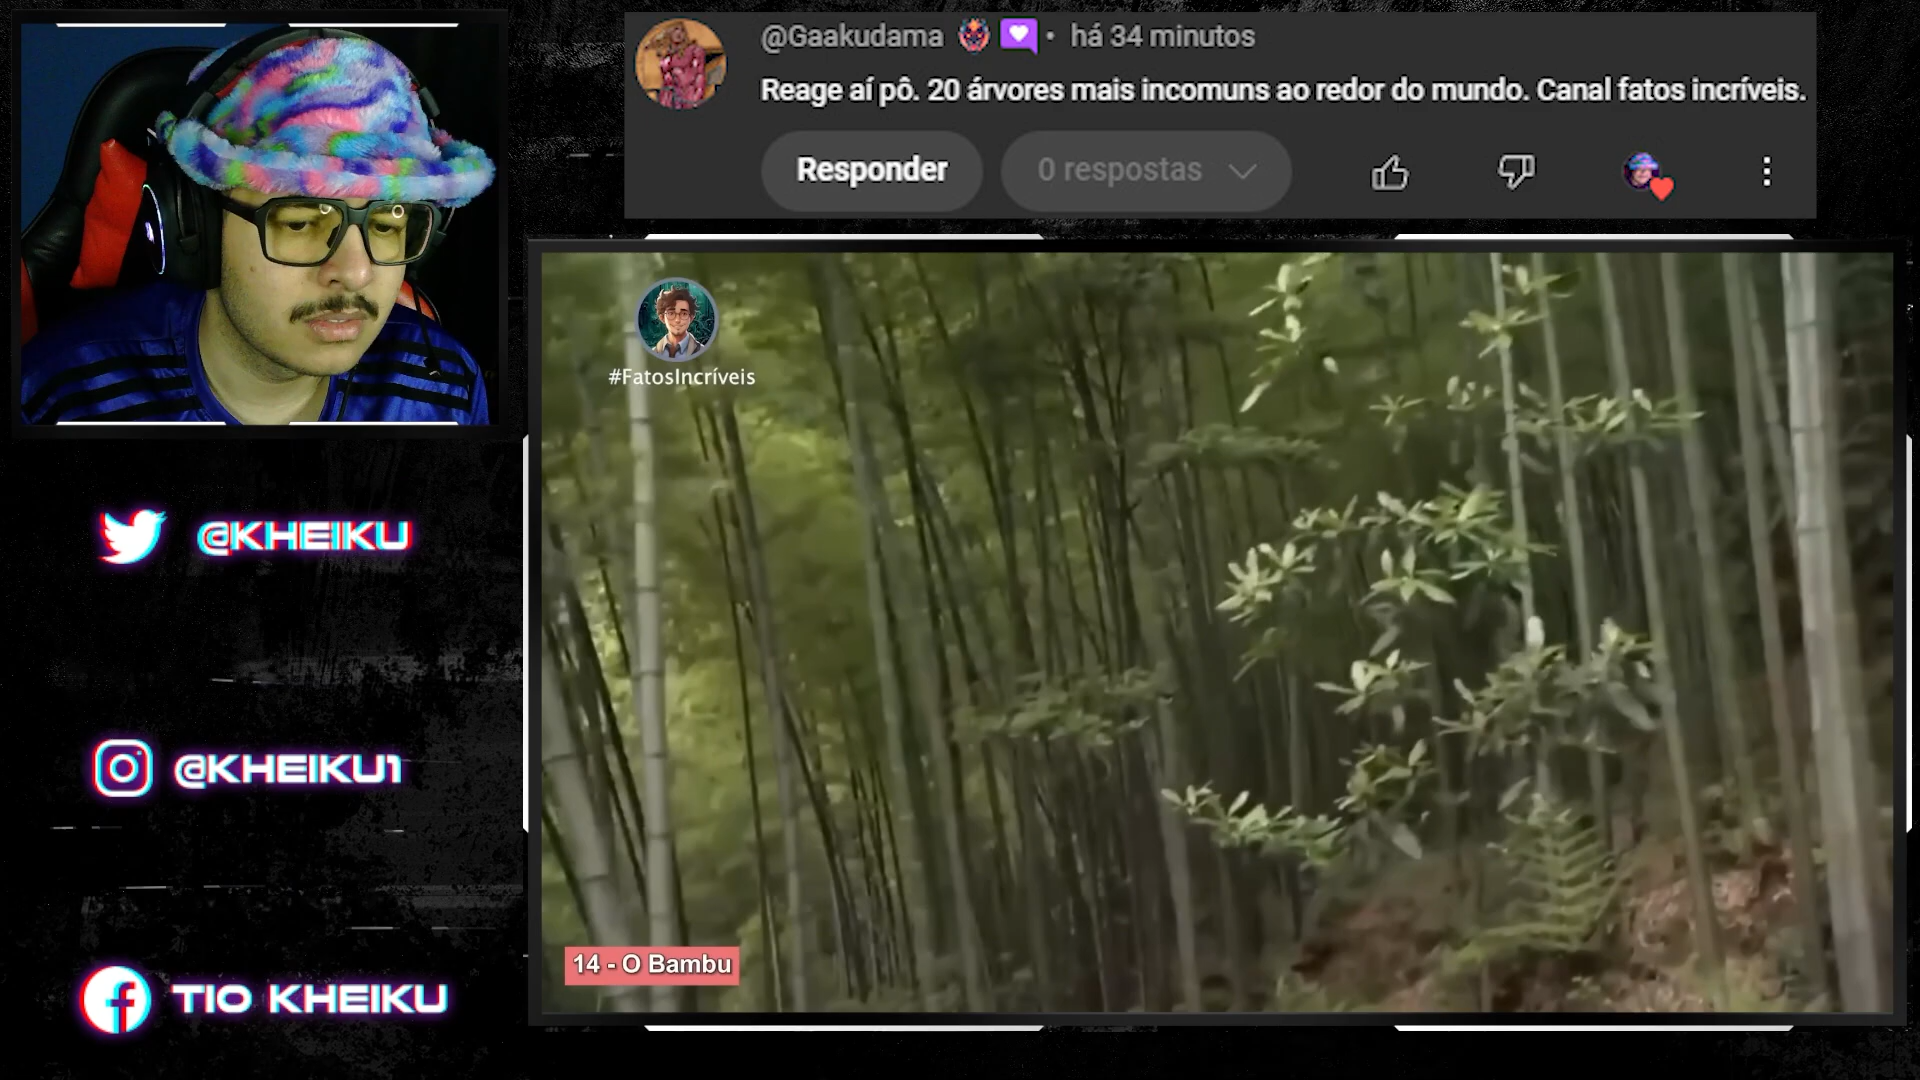 @Gaakudama • há 34 minutos
Reage aí pô. 20 árvores mais incomuns ao redor do mundo. Canal fatos incríveis.
Responder
0 respostas
#FatosIncríveis
@KHEIKU
@KHEIKU1
TIO KHEIKU
14 - O Bambu